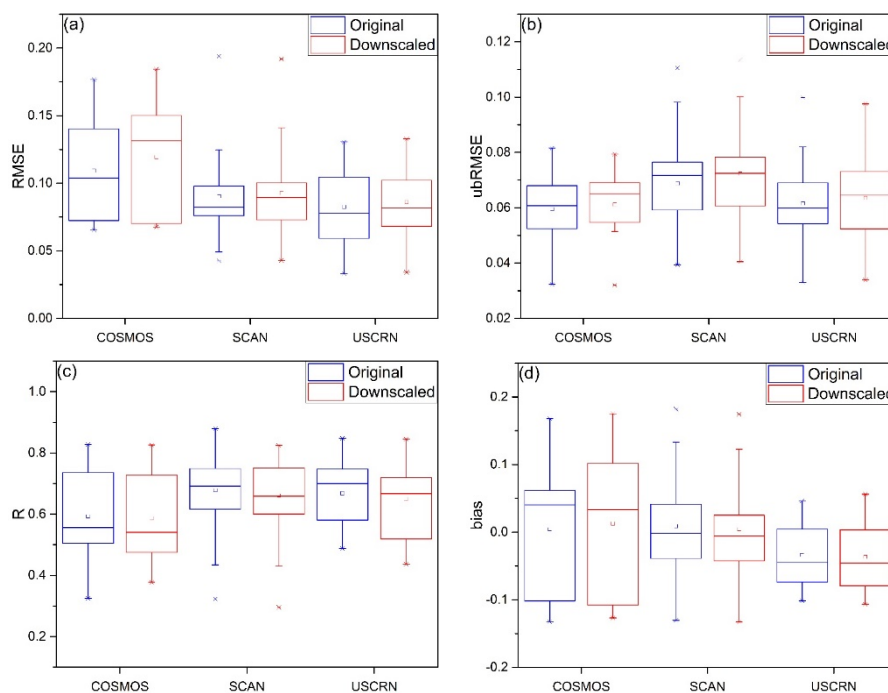 (a)
Original
Downscaled
RMSE
0.20
0.15
0.10
0.05
0.00
COSMOS
SCAN
USCRN
(b)
Original
Downscaled
ubRMSE
0.12
0.10
0.08
0.06
0.04
0.02
COSMOS
SCAN
USCRN
(c)
Original
Downscaled
R
1.0
0.8
0.6
0.4
0.2
COSMOS
SCAN
USCRN
(d)
Original
Downscaled
bias
0.2
0.1
0.0
-0.1
-0.2
COSMOS
SCAN
USCRN